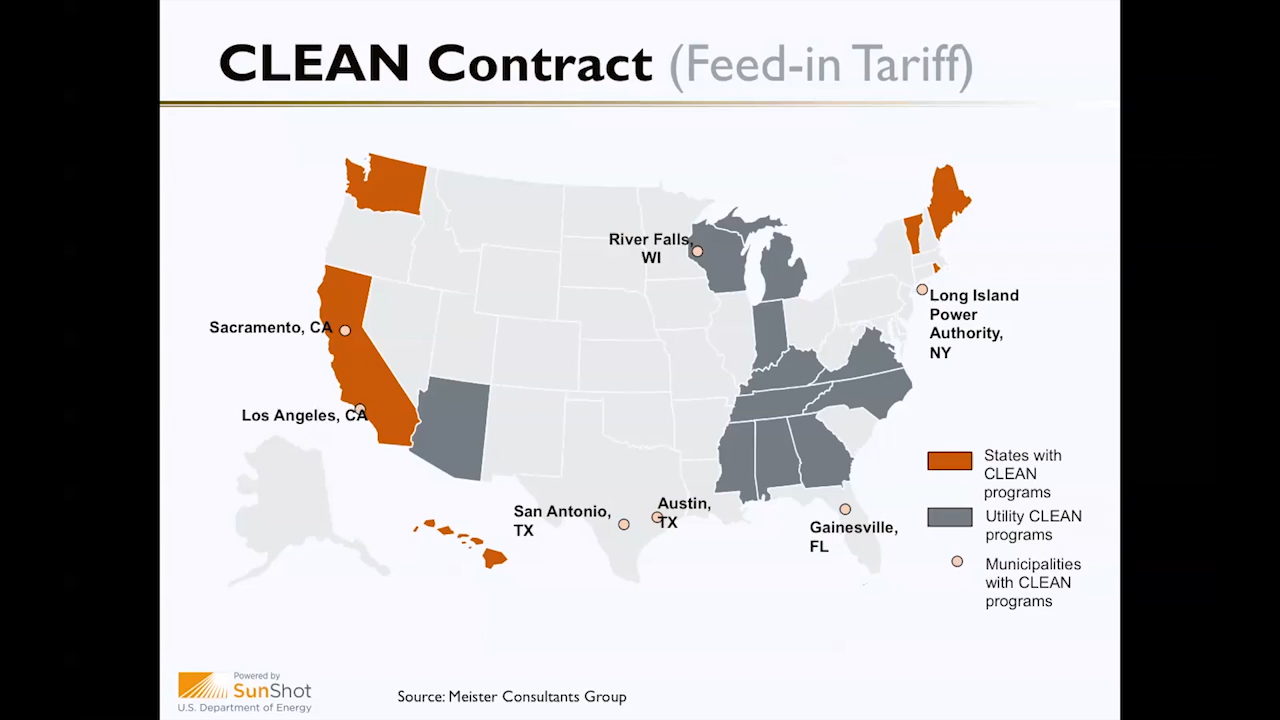 CLEAN Contract (Feed-in Tariff)
River Falls,
WI
Sacramento, CA
Long Island
Power
Authority,
NY
Los Angeles, CA
San Antonio,
TX
Austin,
TX
Gainesville,
FL
States with
CLEAN
programs
Utility CLEAN
programs
Municipalities
with CLEAN
programs
Powered by
SunShot
U.S. Department of Energy
Source: Meister Consultants Group